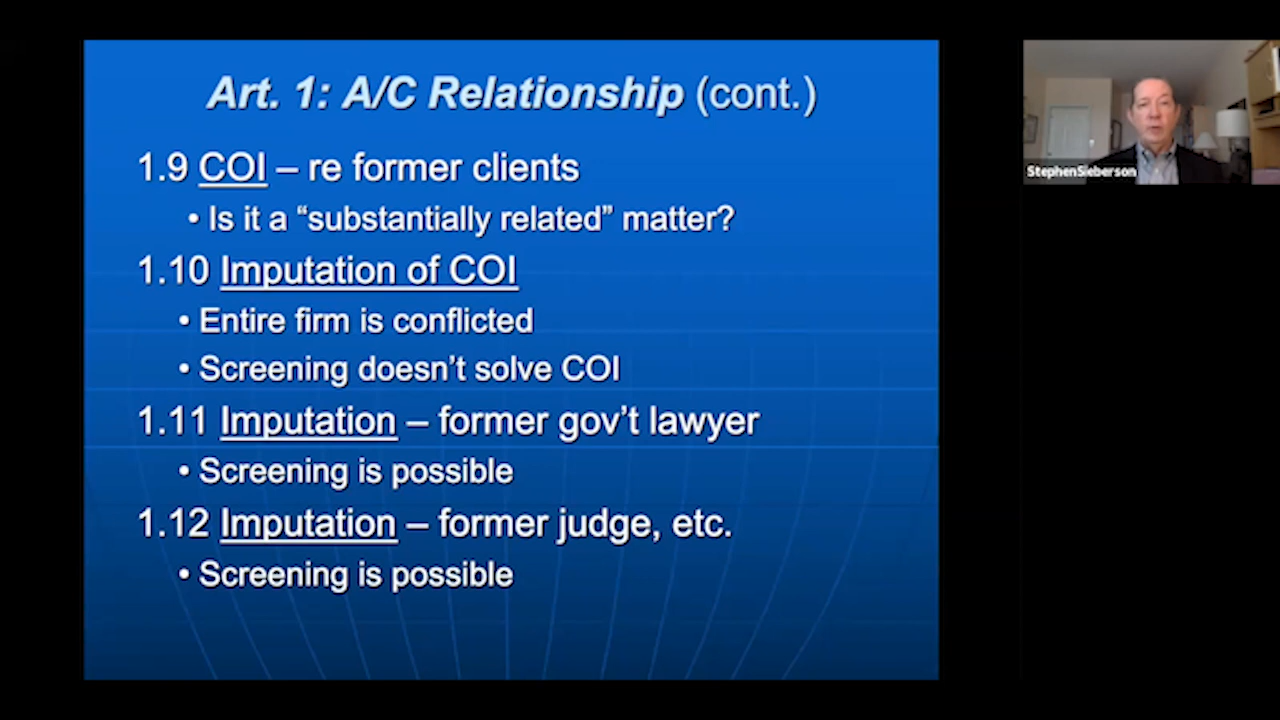 Art. 1: A/C Relationship (cont.)
1.9 COI – re former clients
• Is it a “substantially related” matter?
1.10 Imputation of COI
• Entire firm is conflicted
• Screening doesn’t solve COI
1.11 Imputation – former gov’t lawyer
• Screening is possible
1.12 Imputation – former judge, etc.
• Screening is possible
StephenSieberson